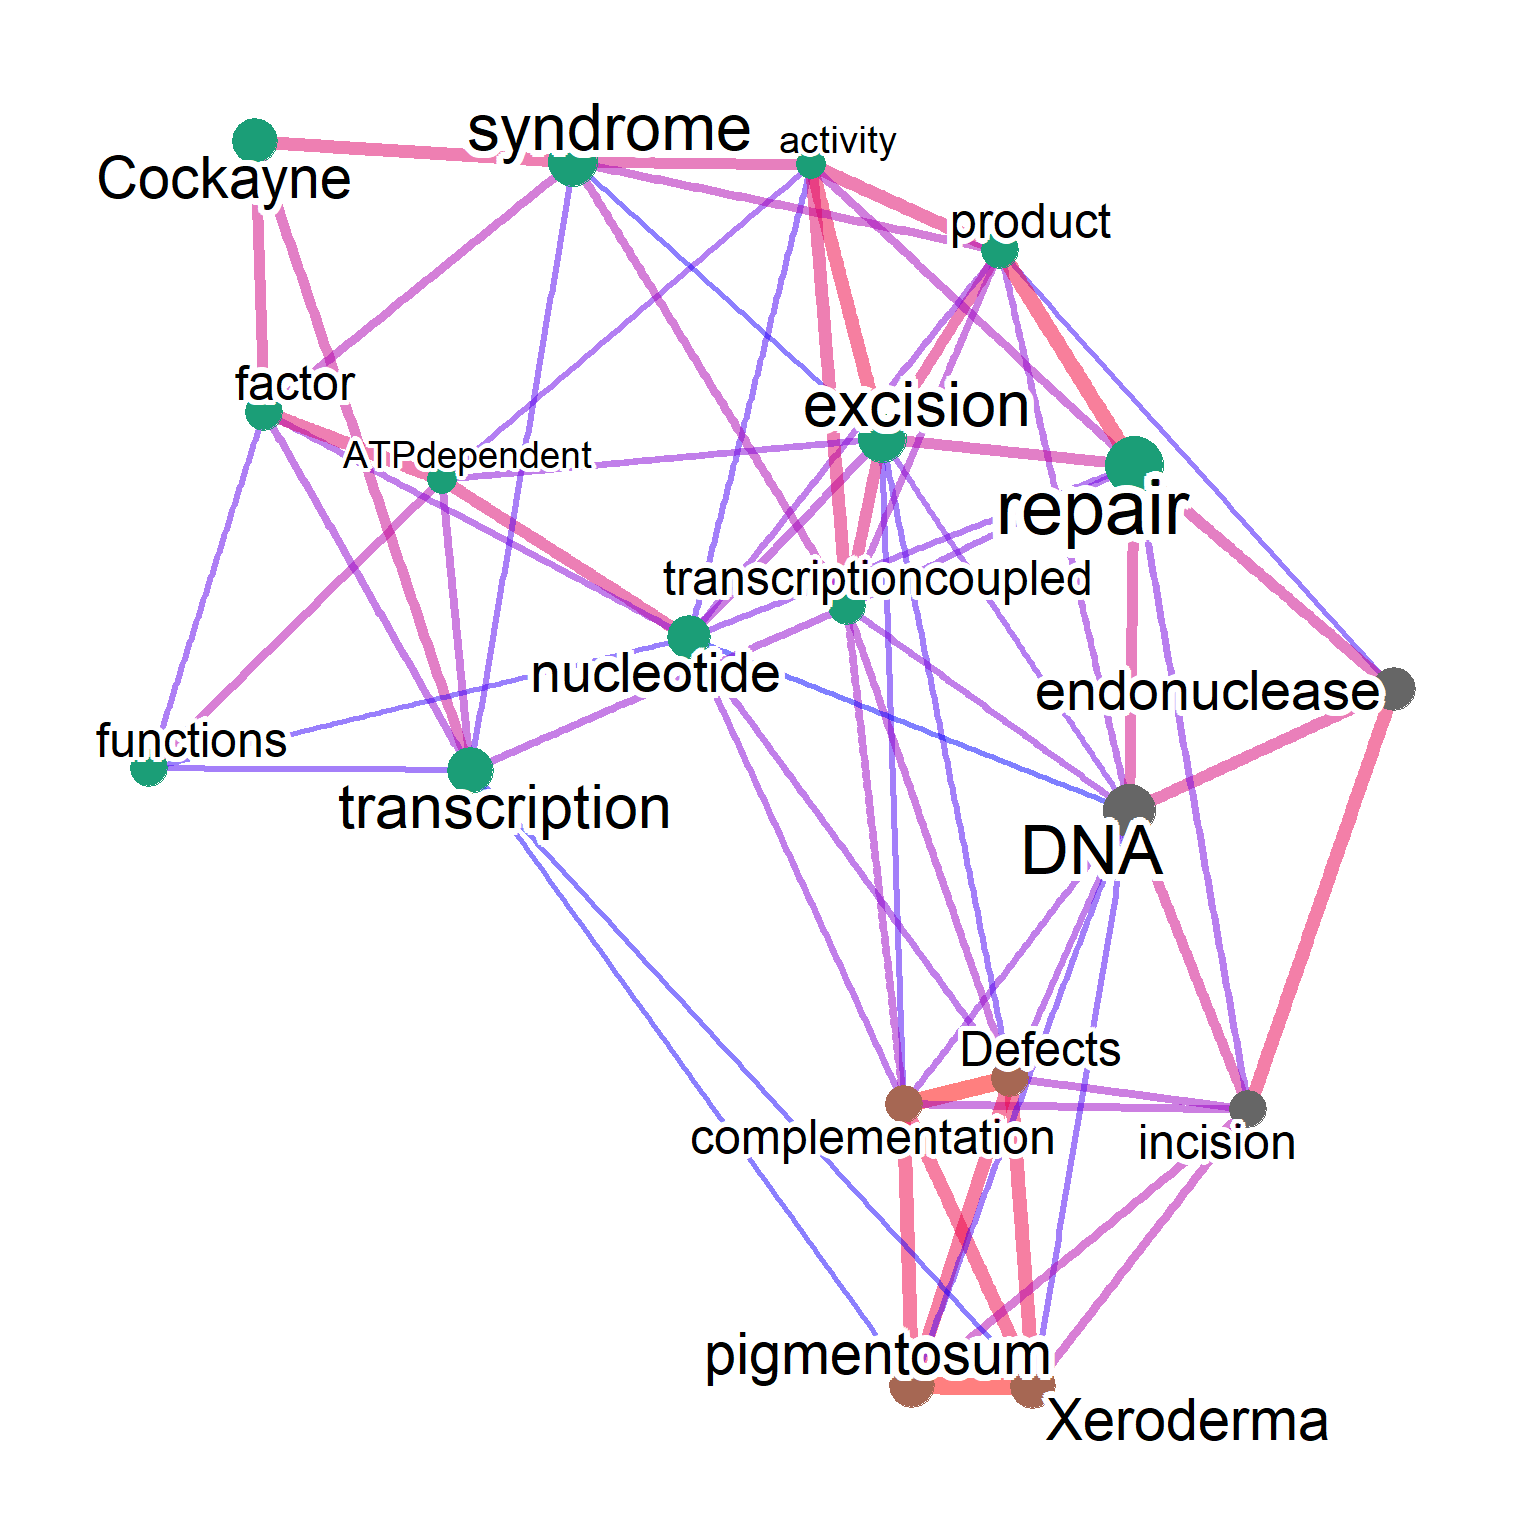 syndrome
activity
Cockayne
product
factor
excision
ATPdependent
repair
transcriptioncoupled
nucleotide
endonuclease
functions
transcription
DNA
Defects
complementation
incision
pigmentosum
Xeroderma